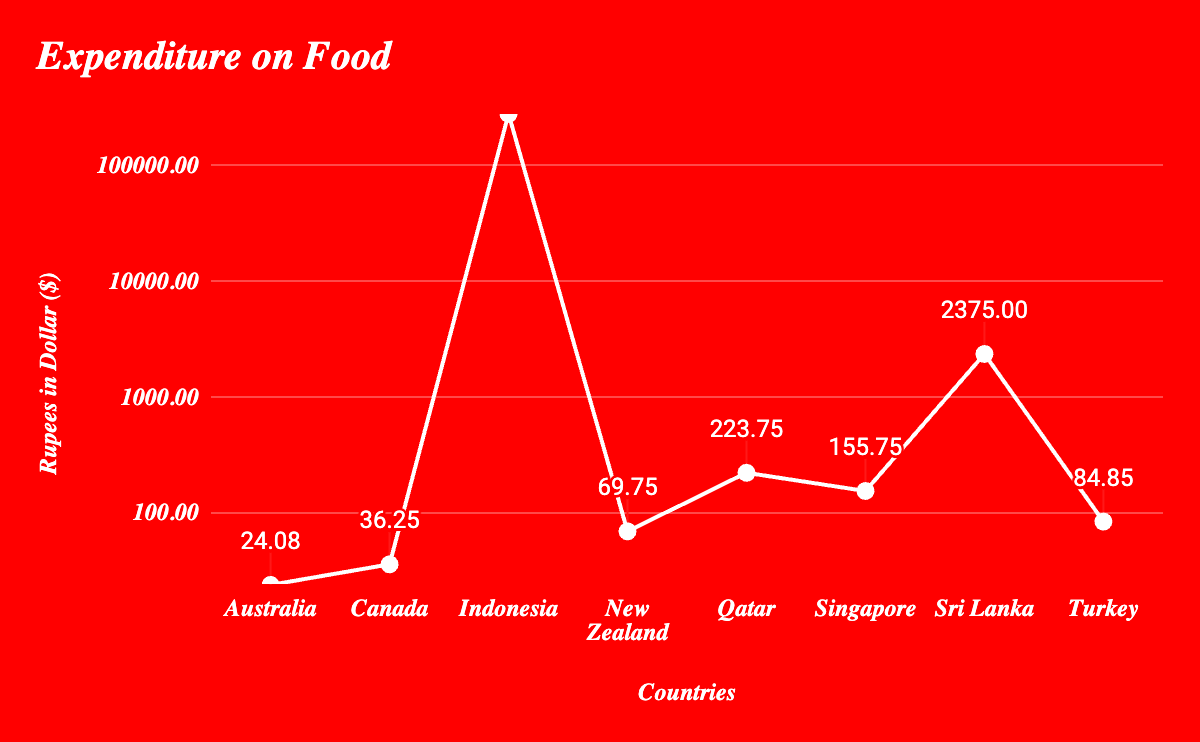 Expenditure on Food
100000.00
10000.00
1000.00
100.00
Rupees in Dollar ($)
24.08
36.25
69.75
223.75
155.75
2375.00
84.85
Australia
Canada
Indonesia
New
Zealand
Qatar
Singapore
Sri Lanka
Turkey
Countries